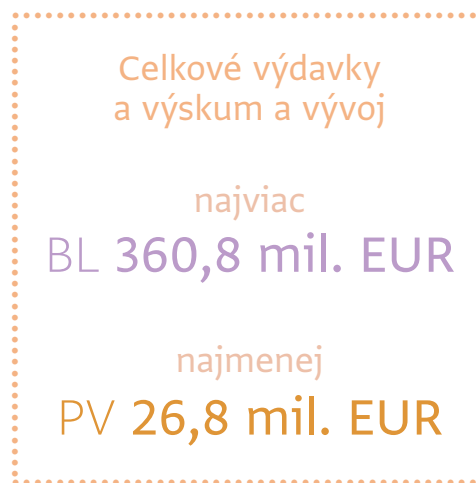 Celkové výdavky
a výskum a vývoj
najviac
BL 360,8 mil. EUR
najmenej
PV 26,8 mil. EUR